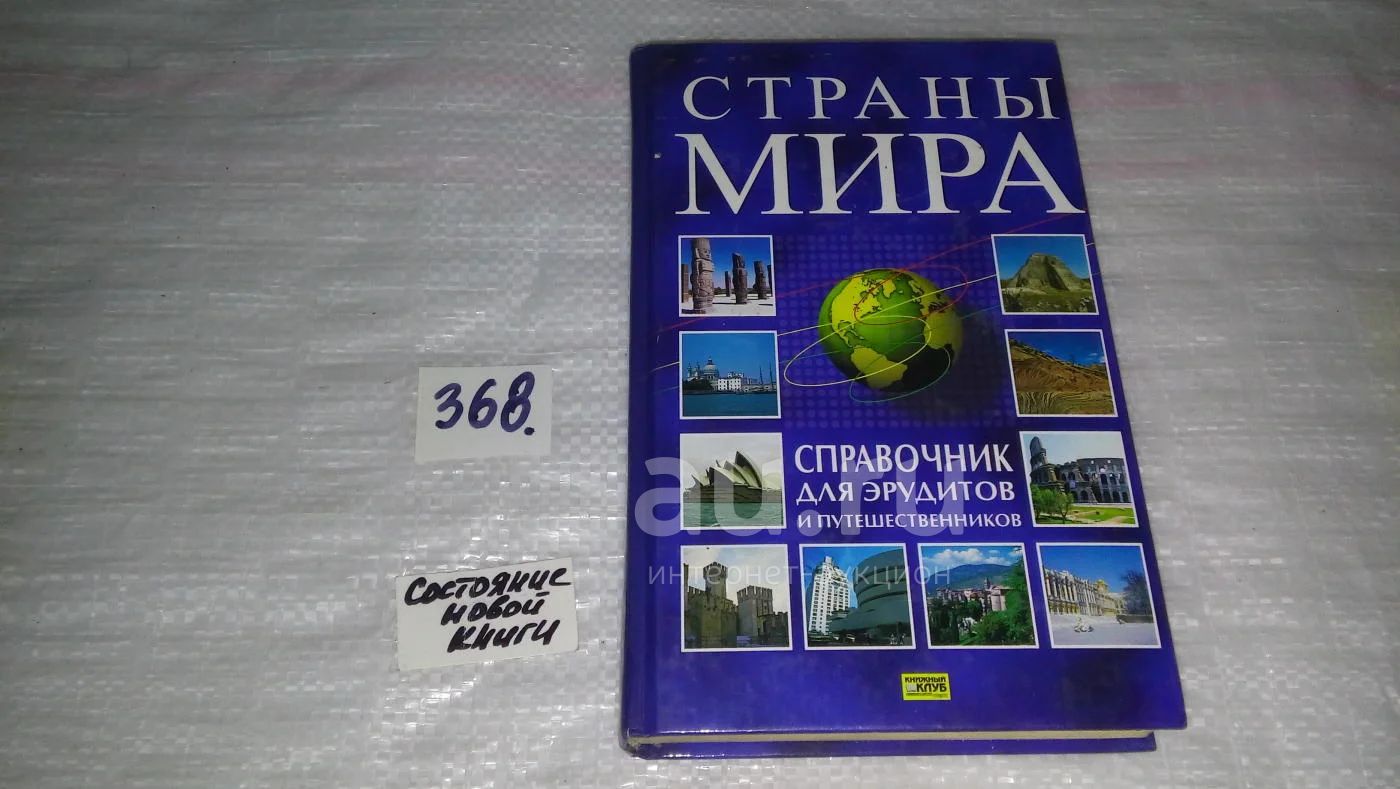 СТРАНЫ
МИРА
368.
СПРАВОЧНИК
ДЛЯ ЭРУДИТОВ
И ПУТЕШЕСТВЕННИКОВ
au.ru
интернет-аукцион
Состояние
новой
книги
КНИЖНЫЙ
КЛУБ